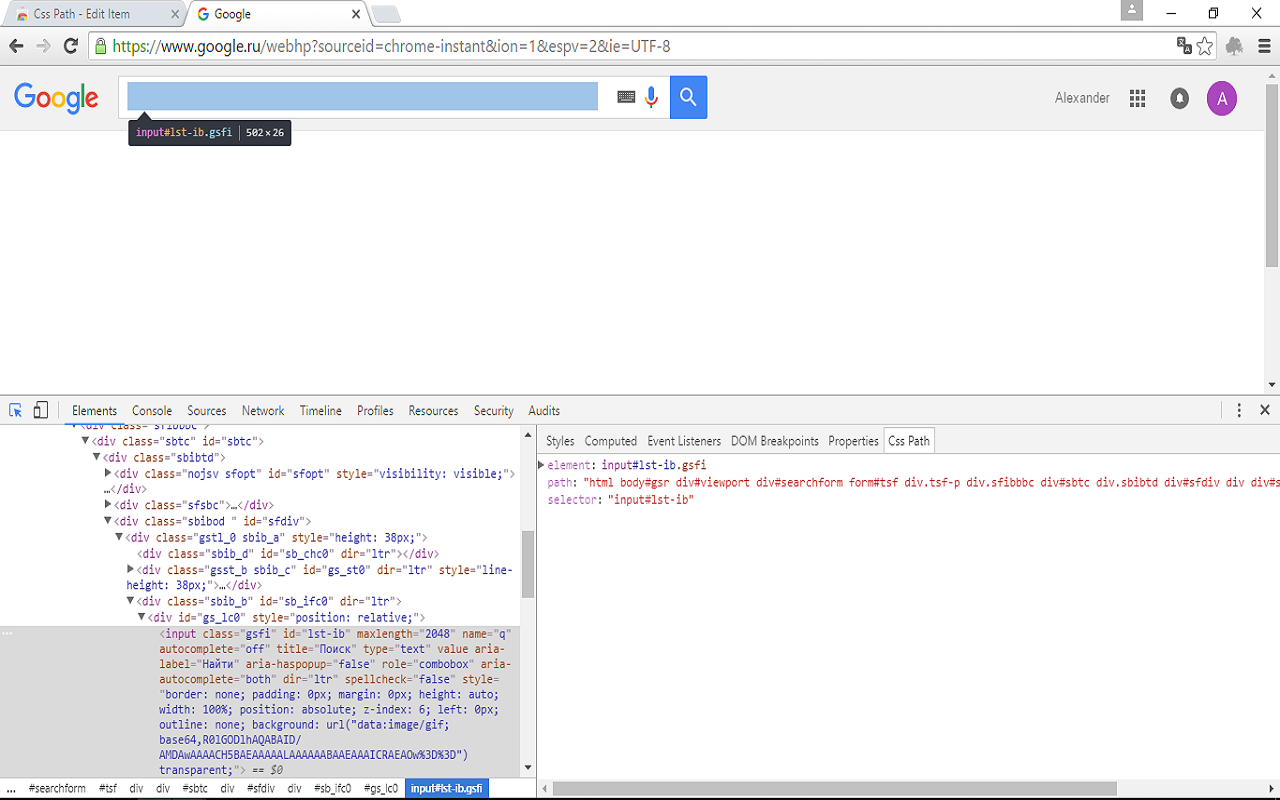 Css Path - Edit Item
Google
https://www.google.ru/webhp?sourceid=chrome-instant&ion=1&espv=2&ie=UTF-8
Google
Alexander
A
input#lst-ib.gsfi | 502×26
Elements Console Sources Network Timeline Profiles Resources Security Audits
<div class="sfibbbc">
▼<div class="sbtc" id="sbtc">
▼<div class="sbibtd">
▶<div class="nojsv sfopt" id="sfopt" style="visibility: visible;">
…</div>
▶<div class="sfsbc">…</div>
▼<div class="sbibod " id="sfdiv">
▼<div class="gstl_0 sbib_a" style="height: 38px;">
<div class="sbib_d" id="sb_chc0" dir="ltr"></div>
▶<div class="gsst_b sbib_c" id="gs_st0" dir="ltr" style="line-
height: 38px;">…</div>
▼<div class="sbib_b" id="sb_ifc0" dir="ltr">
▼<div id="gs_lc0" style="position: relative;">
<input class="gsfi" id="lst-ib" maxlength="2048" name="q"
autocomplete="off" title="Поиск" type="text" value aria-
label="Найти" aria-haspopup="false" role="combobox" aria-
autocomplete="both" dir="ltr" spellcheck="false" style=
"border: none; padding: 0px; margin: 0px; height: auto;
width: 100%; position: absolute; z-index: 6; left: 0px;
outline: none; background: url("data:image/gif;
base64,R0lGODlhAQABAID/
AMDAwAAAACH5BAEAAAAALAAAAAABAAEAAAICRAEAOw%3D%3D")
transparent;"> == $0
... #searchform #tsf div div #sbtc div #sfdiv div #sb_ifc0 #gs_lc0 input#lst-ib.gsfi
Styles Computed Event Listeners DOM Breakpoints Properties Css Path
▶element: input#lst-ib.gsfi
path: "html body#gsr div#viewport div#searchform form#tsf div.tsf-p div.sfibbbc div#sbtc div.sbibtd div#sfdiv div div#s
selector: "input#lst-ib"